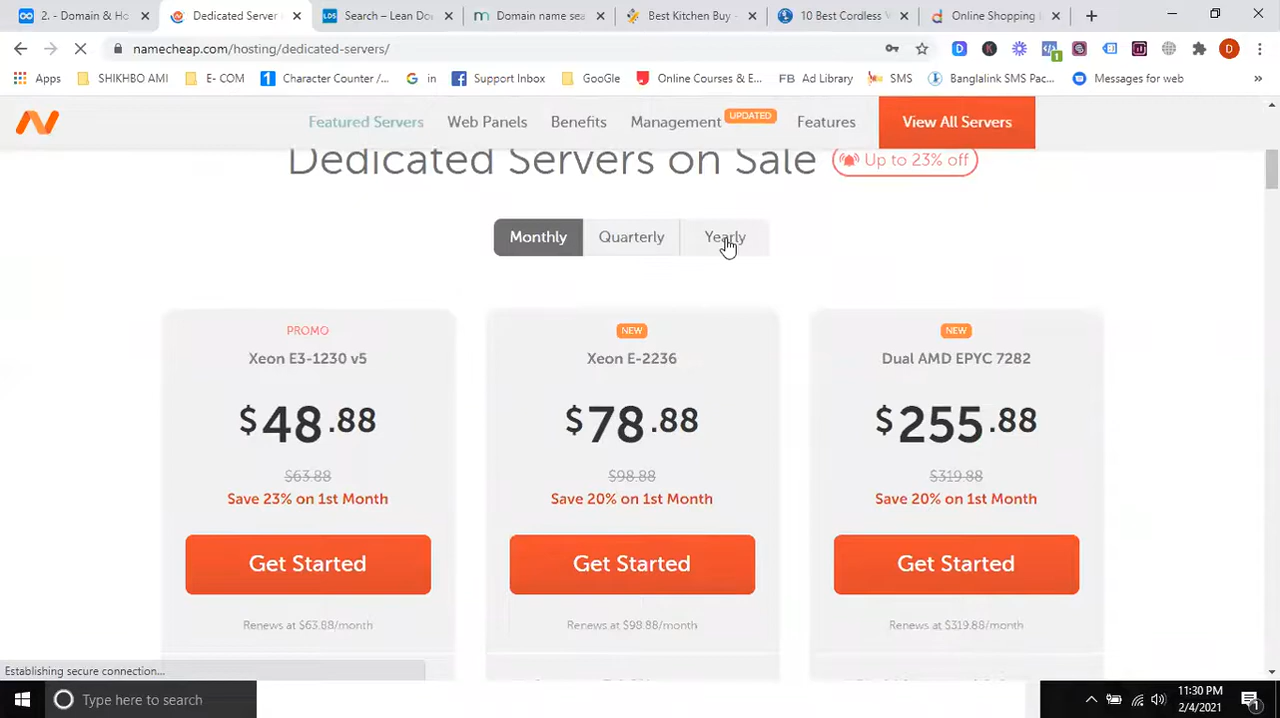 2. - Domain & Ho
Dedicated Server
Search – Lean Do
Domain name sea
Best Kitchen Buy -
10 Best Cordless V
Online Shopping
namecheap.com/hosting/dedicated-servers/
Apps
SHIKHBO AMI
E- COM
Character Counter /...
in
Support Inbox
GooGle
Online Courses & E...
FB Ad Library
SMS
Banglalink SMS Pac...
Messages for web
»
Featured Servers
Web Panels
Benefits
Management
UPDATED
Features
View All Servers
Dedicated Servers on Sale
Up to 23% off
Monthly
Quarterly
Yearly
PROMO
Xeon E3-1230 v5
$48.88
$63.88
Save 23% on 1st Month
Get Started
Renews at $63.88/month
NEW
Xeon E-2236
$78.88
$98.88
Save 20% on 1st Month
Get Started
Renews at $98.88/month
NEW
Dual AMD EPYC 7282
$255.88
$319.88
Save 20% on 1st Month
Get Started
Renews at $319.88/month
Establishing secure connection...
Type here to search
11:30 PM
2/4/2021